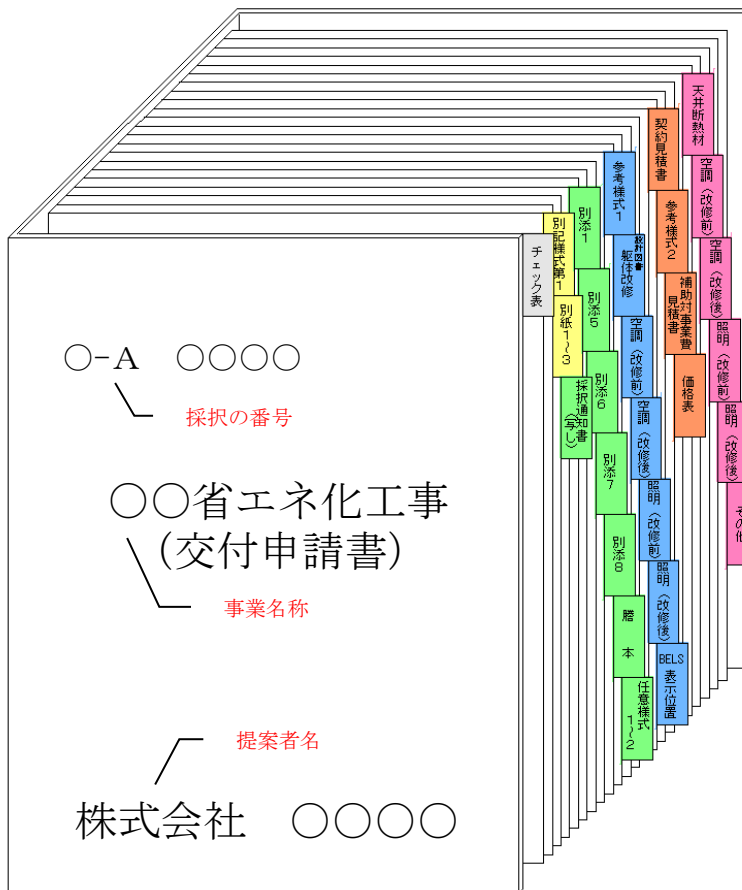 ○-A　○○○○
採択の番号
○○省エネ化工事
（交付申請書）
事業名称
提案者名
株式会社　○○○○
チェック表
別記様式第1
別紙1～3
採択通知書
（写し）
別添1
別添5
別添6
別添7
別添8
謄本
任意様式
1～2
参考様式1
設計図書
躯体改修
空調（改修前）
空調（改修後）
照明（改修前）
照明（改修後）
BELS
表示位置
契約見積書
参考様式2
補助対事業費
見積書
価格表
天井断熱材
空調（改修前）
空調（改修後）
照明（改修前）
照明（改修後）
その他